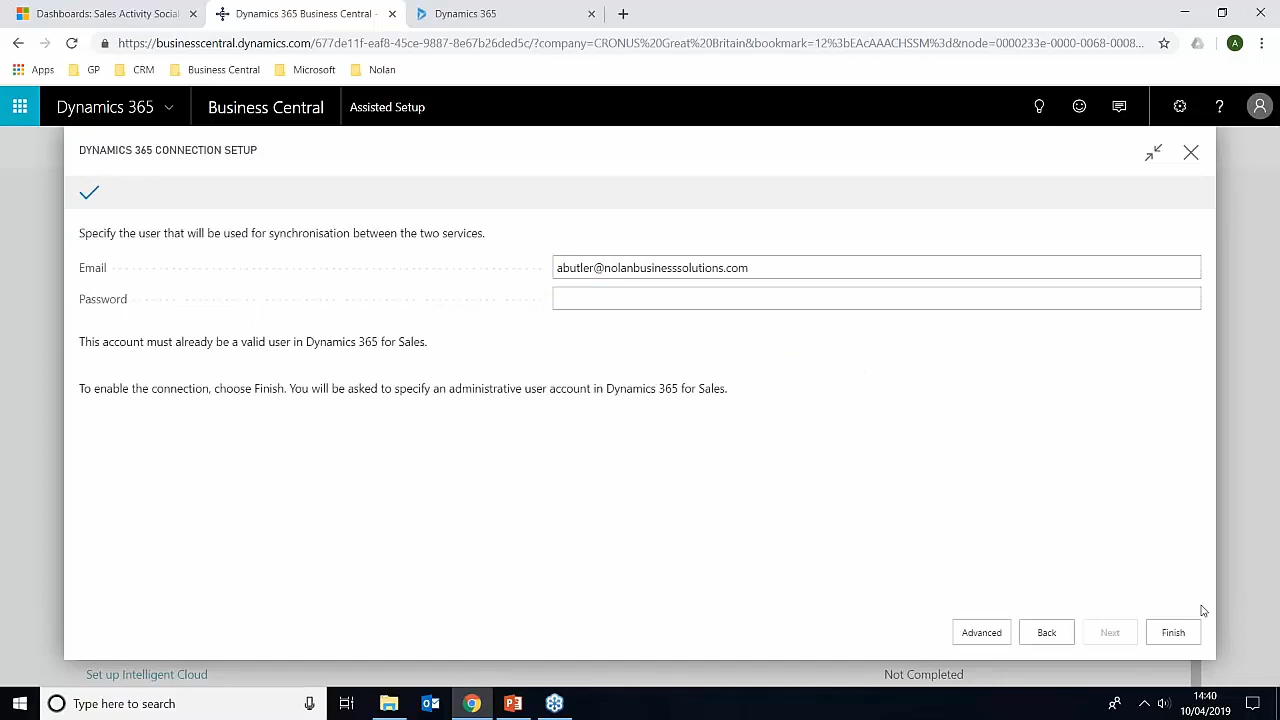 Dashboards: Sales Activity Social
Dynamics 365 Business Central -
Dynamics 365
https://businesscentral.dynamics.com/677de11f-eaf8-45ce-9887-8e67b26ded5c/?company=CRONUS%20Great%20Britain&bookmark=12%3bEAcAAACHSSM%3d&node=0000233e-0000-0068-0008...
A
Apps GP CRM Business Central Microsoft Nolan
Dynamics 365 Business Central Assisted Setup ?
DYNAMICS 365 CONNECTION SETUP
Specify the user that will be used for synchronisation between the two services.
Email abutler@nolanbusinesssolutions.com
Password
This account must already be a valid user in Dynamics 365 for Sales.
To enable the connection, choose Finish. You will be asked to specify an administrative user account in Dynamics 365 for Sales.
Advanced Back Next Finish
Set up Intelligent Cloud Not Completed
Type here to search
14:40
10/04/2019